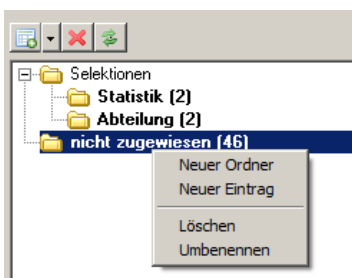 Selektionen
Statistik (2)
Abteilung (2)
nicht zugewiesen (46)
Neuer Ordner
Neuer Eintrag
Löschen
Umbenennen